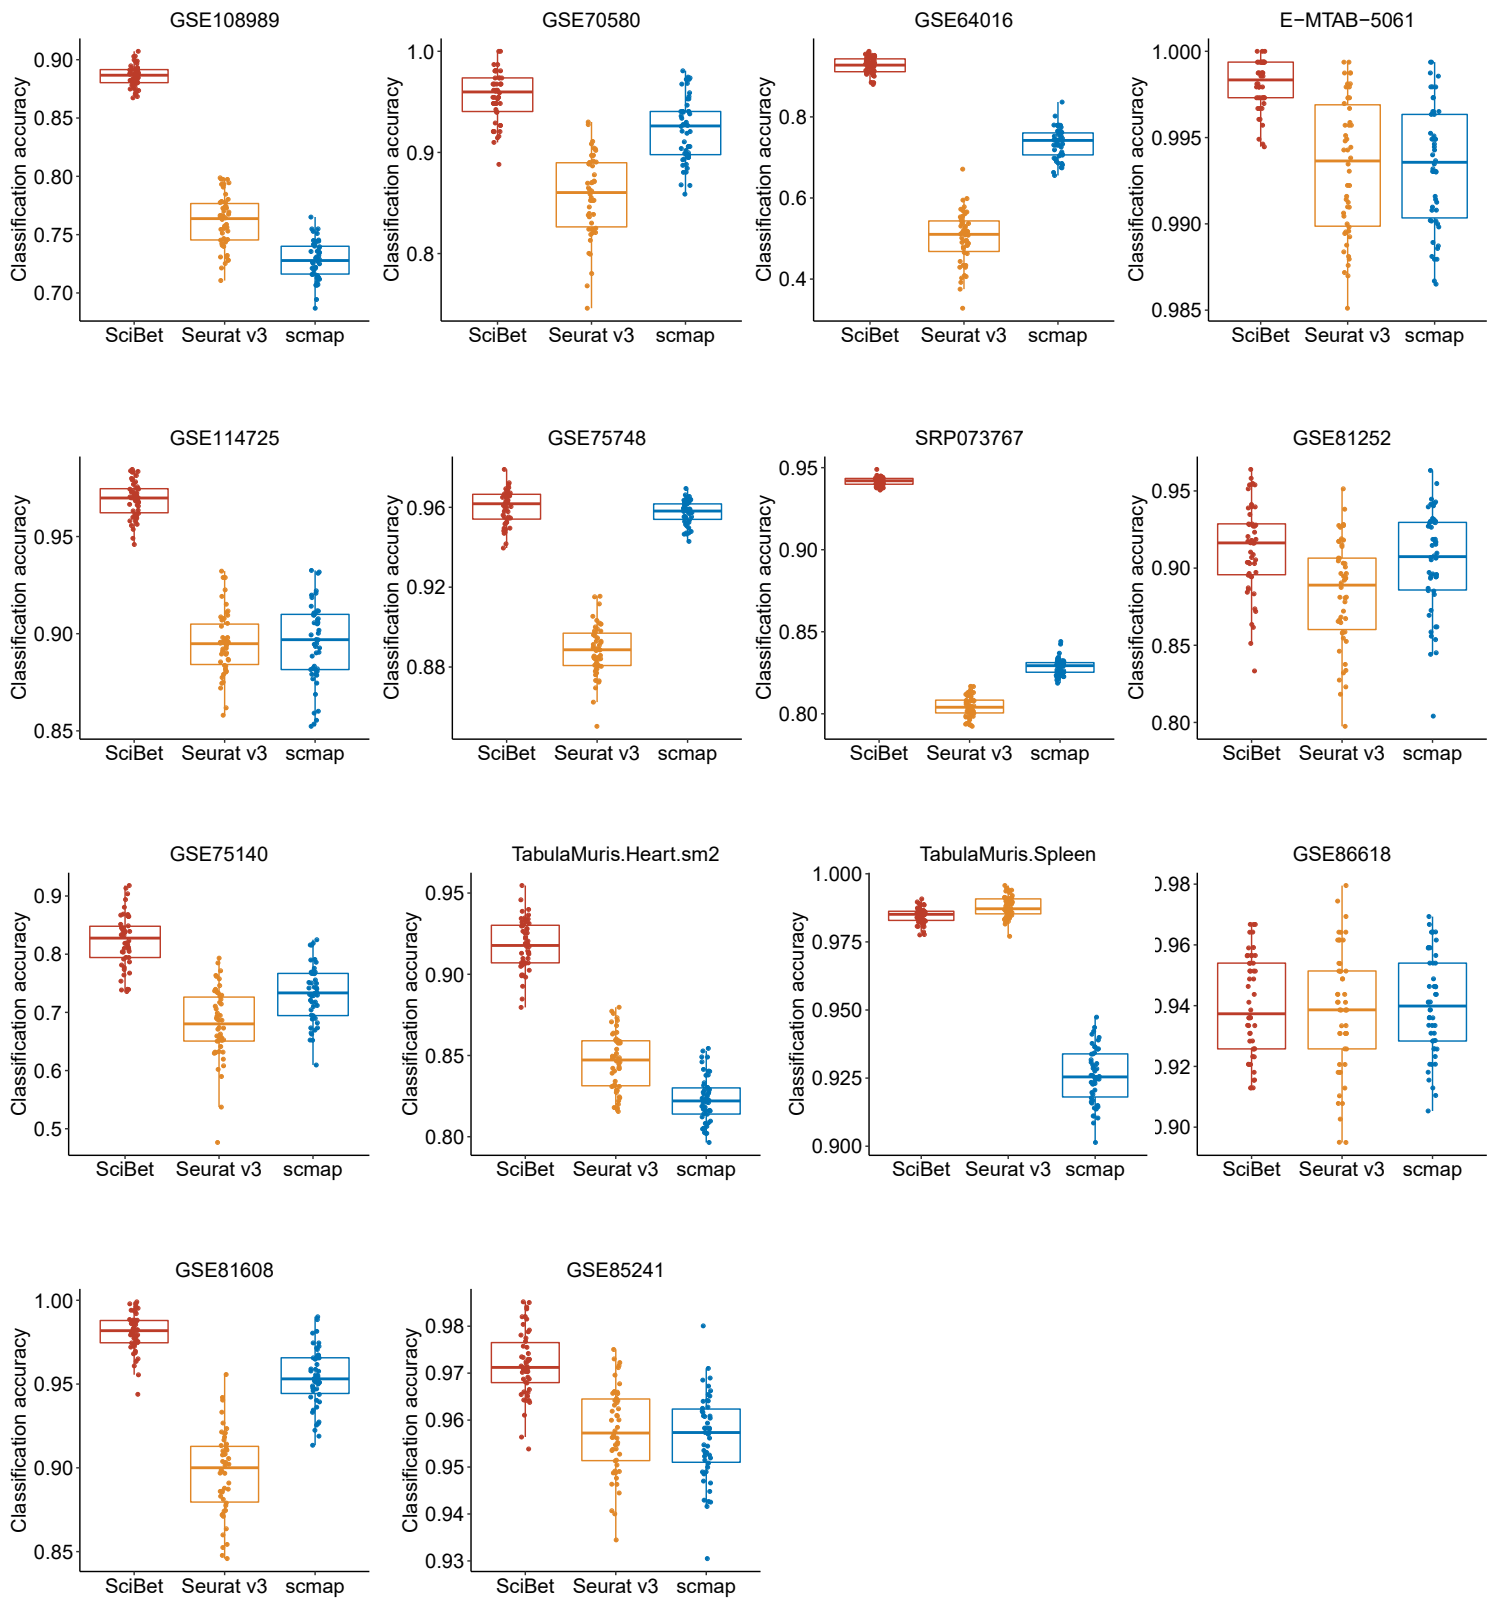 GSE108989
Classification accuracy
0.90
0.85
0.80
0.75
0.70
SciBet Seurat v3 scmap
GSE70580
Classification accuracy
1.0
0.9
0.8
SciBet Seurat v3 scmap
GSE64016
Classification accuracy
0.8
0.6
0.4
SciBet Seurat v3 scmap
E−MTAB−5061
Classification accuracy
1.000
0.995
0.990
0.985
SciBet Seurat v3 scmap
GSE114725
Classification accuracy
0.95
0.90
0.85
SciBet Seurat v3 scmap
GSE75748
Classification accuracy
0.96
0.92
0.88
SciBet Seurat v3 scmap
SRP073767
Classification accuracy
0.95
0.90
0.85
0.80
SciBet Seurat v3 scmap
GSE81252
Classification accuracy
0.95
0.90
0.85
0.80
SciBet Seurat v3 scmap
GSE75140
Classification accuracy
0.9
0.8
0.7
0.6
0.5
SciBet Seurat v3 scmap
TabulaMuris.Heart.sm2
Classification accuracy
0.95
0.90
0.85
0.80
SciBet Seurat v3 scmap
TabulaMuris.Spleen
Classification accuracy
1.000
0.975
0.950
0.925
0.900
SciBet Seurat v3 scmap
GSE86618
0.98
0.96
0.94
0.92
0.90
SciBet Seurat v3 scmap
GSE81608
Classification accuracy
1.00
0.95
0.90
0.85
SciBet Seurat v3 scmap
GSE85241
Classification accuracy
0.98
0.97
0.96
0.95
0.94
0.93
SciBet Seurat v3 scmap